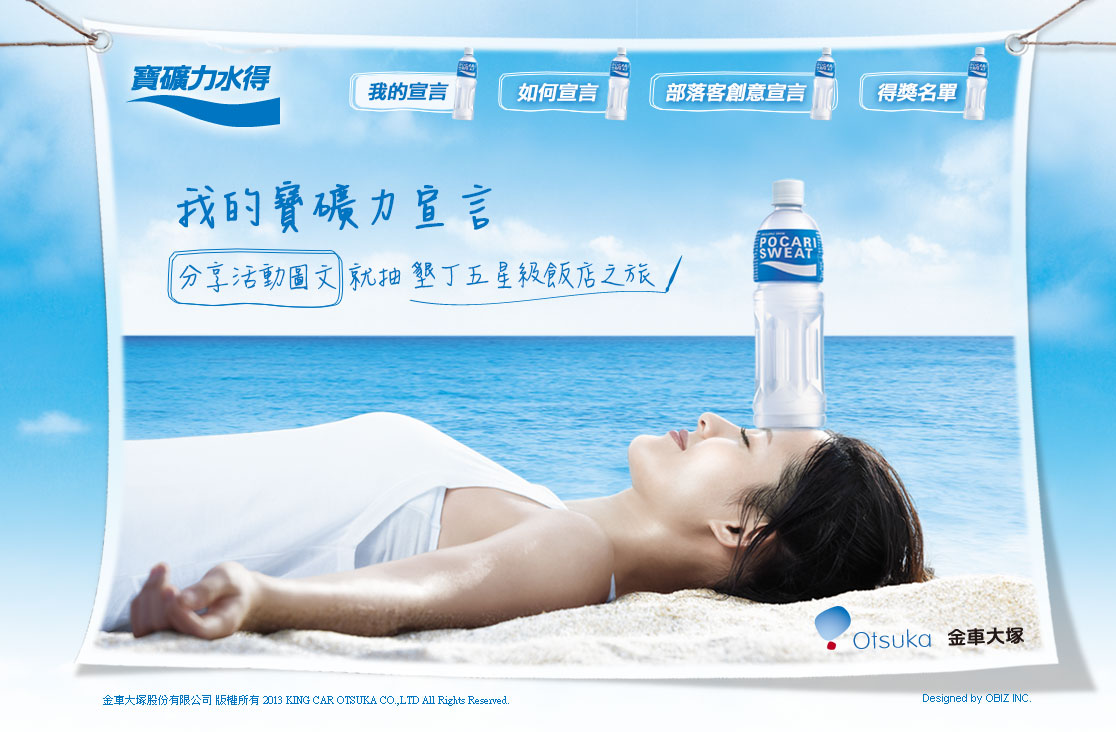 寶礦力水得
我的宣言 如何宣言 部落客創意宣言 得獎名單
我的寶礦力宣言
分享活動圖文就抽墾丁五星級飯店之旅
POCARI
SWEAT
Otsuka 金車大塚
金車大塚股份有限公司 版權所有 2013 KING CAR OTSUKA CO.,LTD All Rights Reserved.
Designed by OBIZ INC.